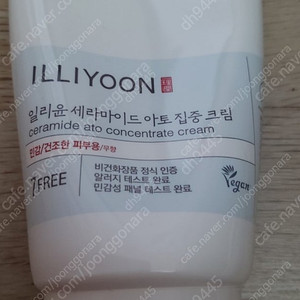 ILLIYOON
일리윤 세라마이드 아토 집중 크림
ceramide ato concentrate cream
민감/건조한 피부용/무향
7FREE
비건화장품 정식 인증
알러지 테스트 완료
민감성 패널 테스트 완료
Vegan
cafe.naver.com/joonggonara
dh9445